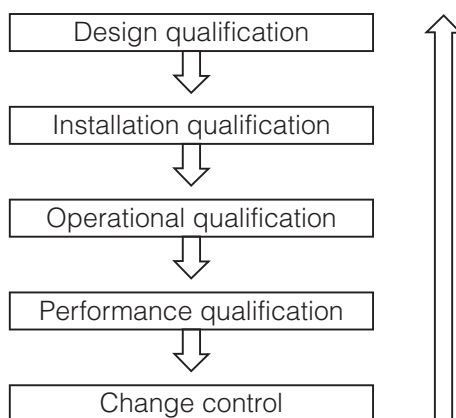 Design qualification
Installation qualification
Operational qualification
Performance qualification
Change control